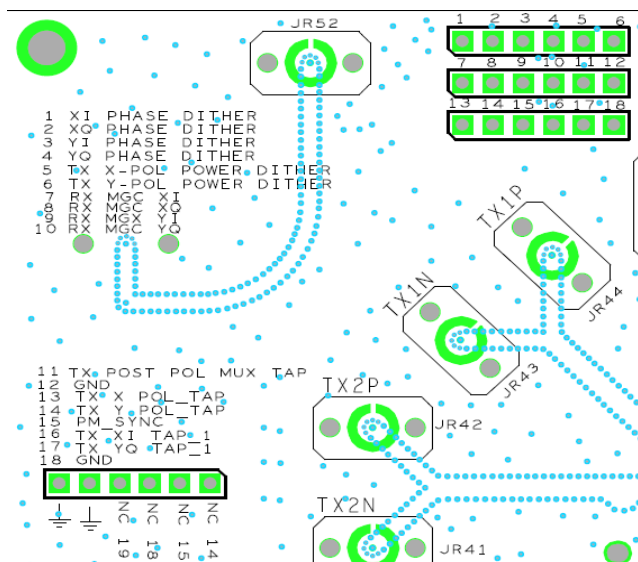 JR52
1 2 3 4 5 6
7 8 9 10 11 12
13 14 15 16 17 18
1 XI PHASE DITHER
2 XQ PHASE DITHER
3 YI PHASE DITHER
4 YQ PHASE DITHER
5 TX X-POL POWER DITHER
6 TX Y-POL POWER DITHER
7 RX MGC XI
8 RX MGC XQ
9 RX MGX YI
10 RX MGC YQ
TX1P
JR44
TX1N
JR43
11 TX POST POL MUX TAP
12 GND
13 TX X POL_TAP
14 TX Y POL_TAP
15 PM_SYNC
16 TX XI TAP_1
17 TX YQ TAP_1
18 GND
TX2P
JR42
TX2N
JR41
NC 19
NC 18
NC 15
NC 14